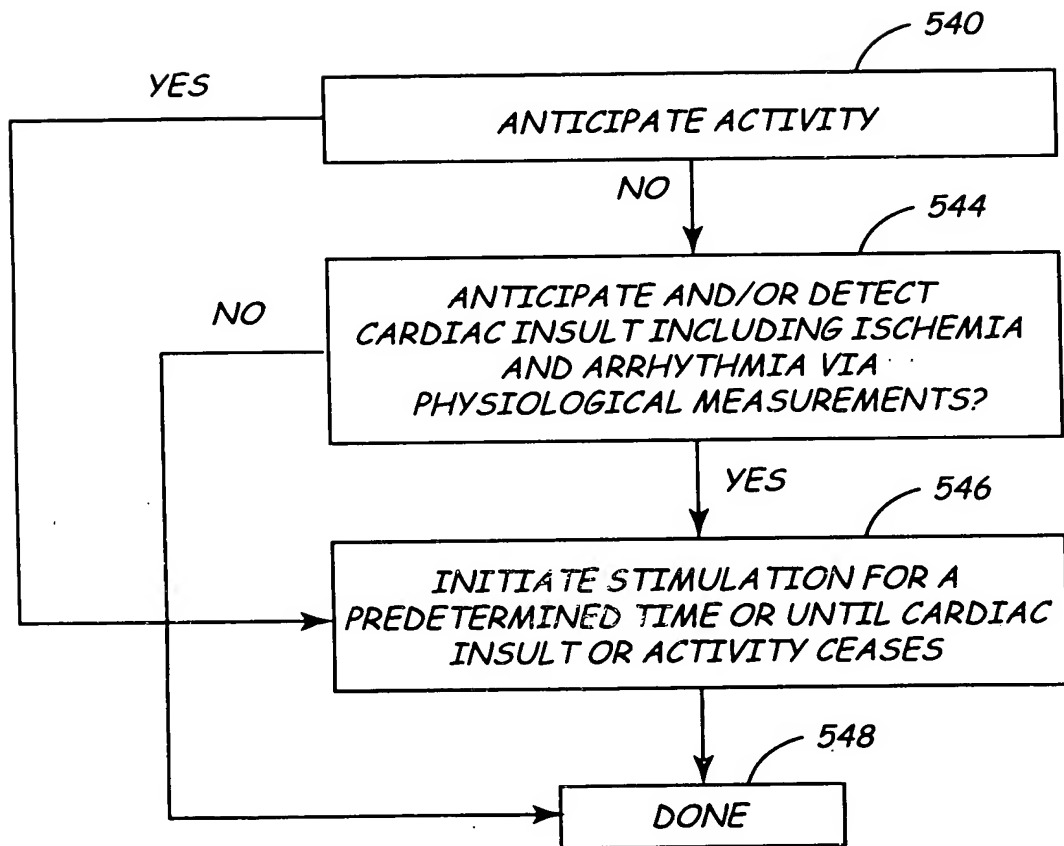 540
YES
ANTICIPATE ACTIVITY
NO
544
NO
ANTICIPATE AND/OR DETECT
CARDIAC INSULT INCLUDING ISCHEMIA
AND ARRHYTHMIA VIA
PHYSIOLOGICAL MEASUREMENTS?
YES
546
INITIATE STIMULATION FOR A
PREDETERMINED TIME OR UNTIL CARDIAC
INSULT OR ACTIVITY CEASES
548
DONE